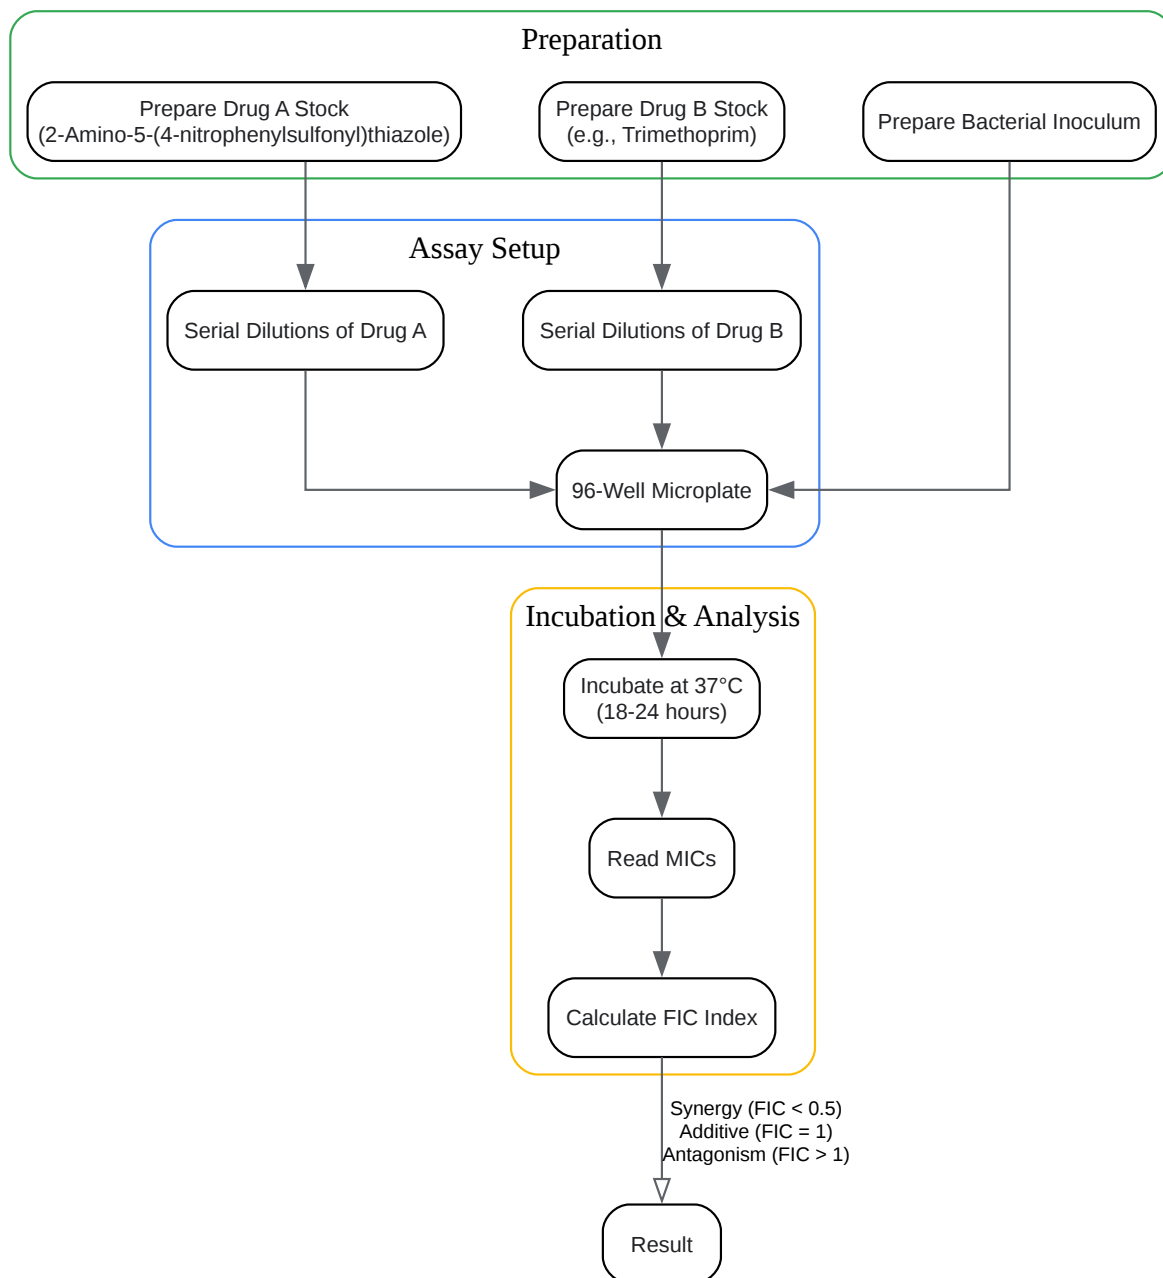 Preparation
Prepare Drug A Stock
(2-Amino-5-(4-nitrophenylsulfonyl)thiazole)
Prepare Drug B Stock
(e.g., Trimethoprim)
Prepare Bacterial Inoculum
Assay Setup
Serial Dilutions of Drug A
Serial Dilutions of Drug B
96-Well Microplate
Incubation & Analysis
Incubate at 37°C
(18-24 hours)
Read MICs
Calculate FIC Index
Synergy (FIC < 0.5)
Additive (FIC = 1)
Antagonism (FIC > 1)
Result